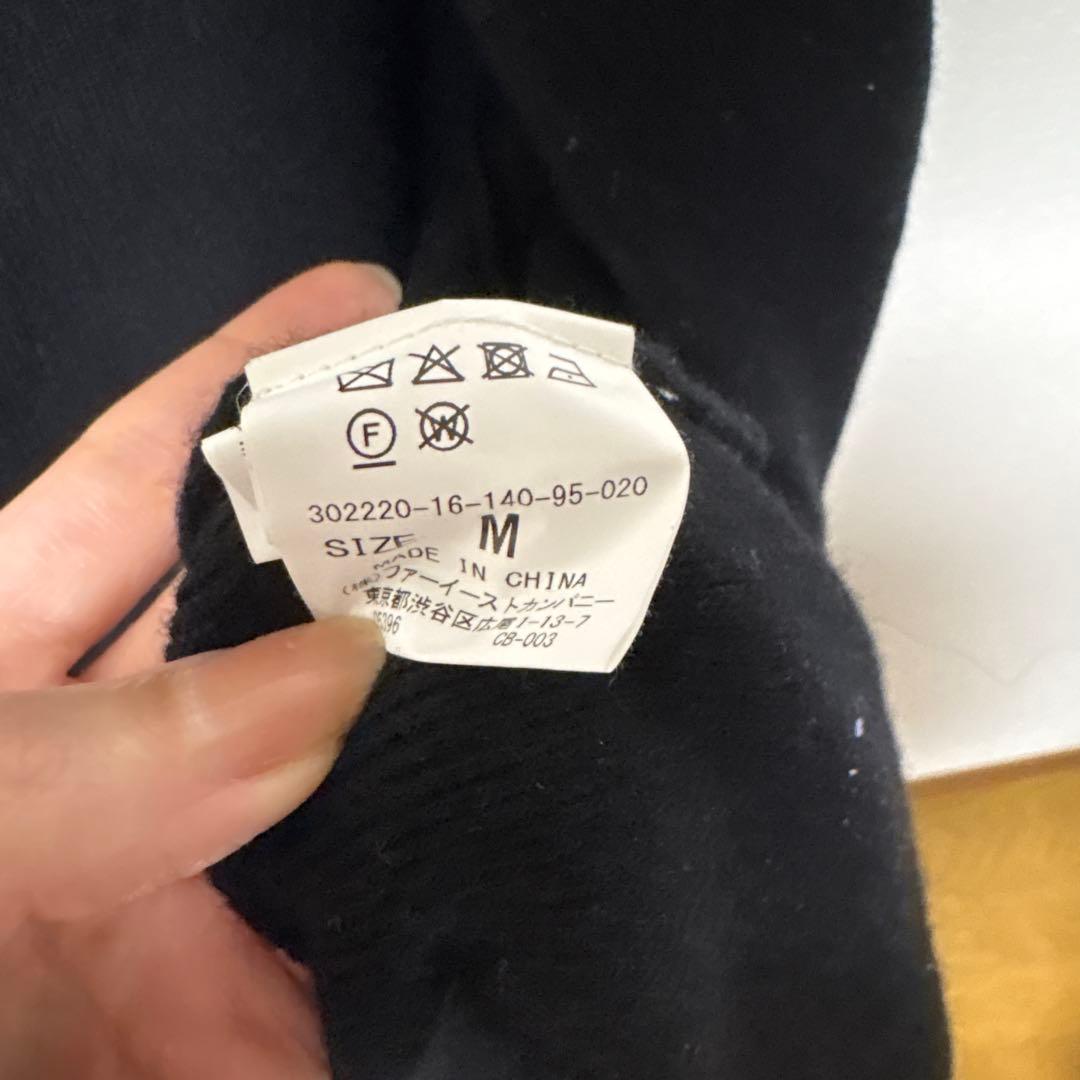 F
W
302220-16-140-95-020
SIZE M
MADE IN CHINA
(株)ファーイーストカンパニー
東京都渋谷区広尾1-13-7
CB-003